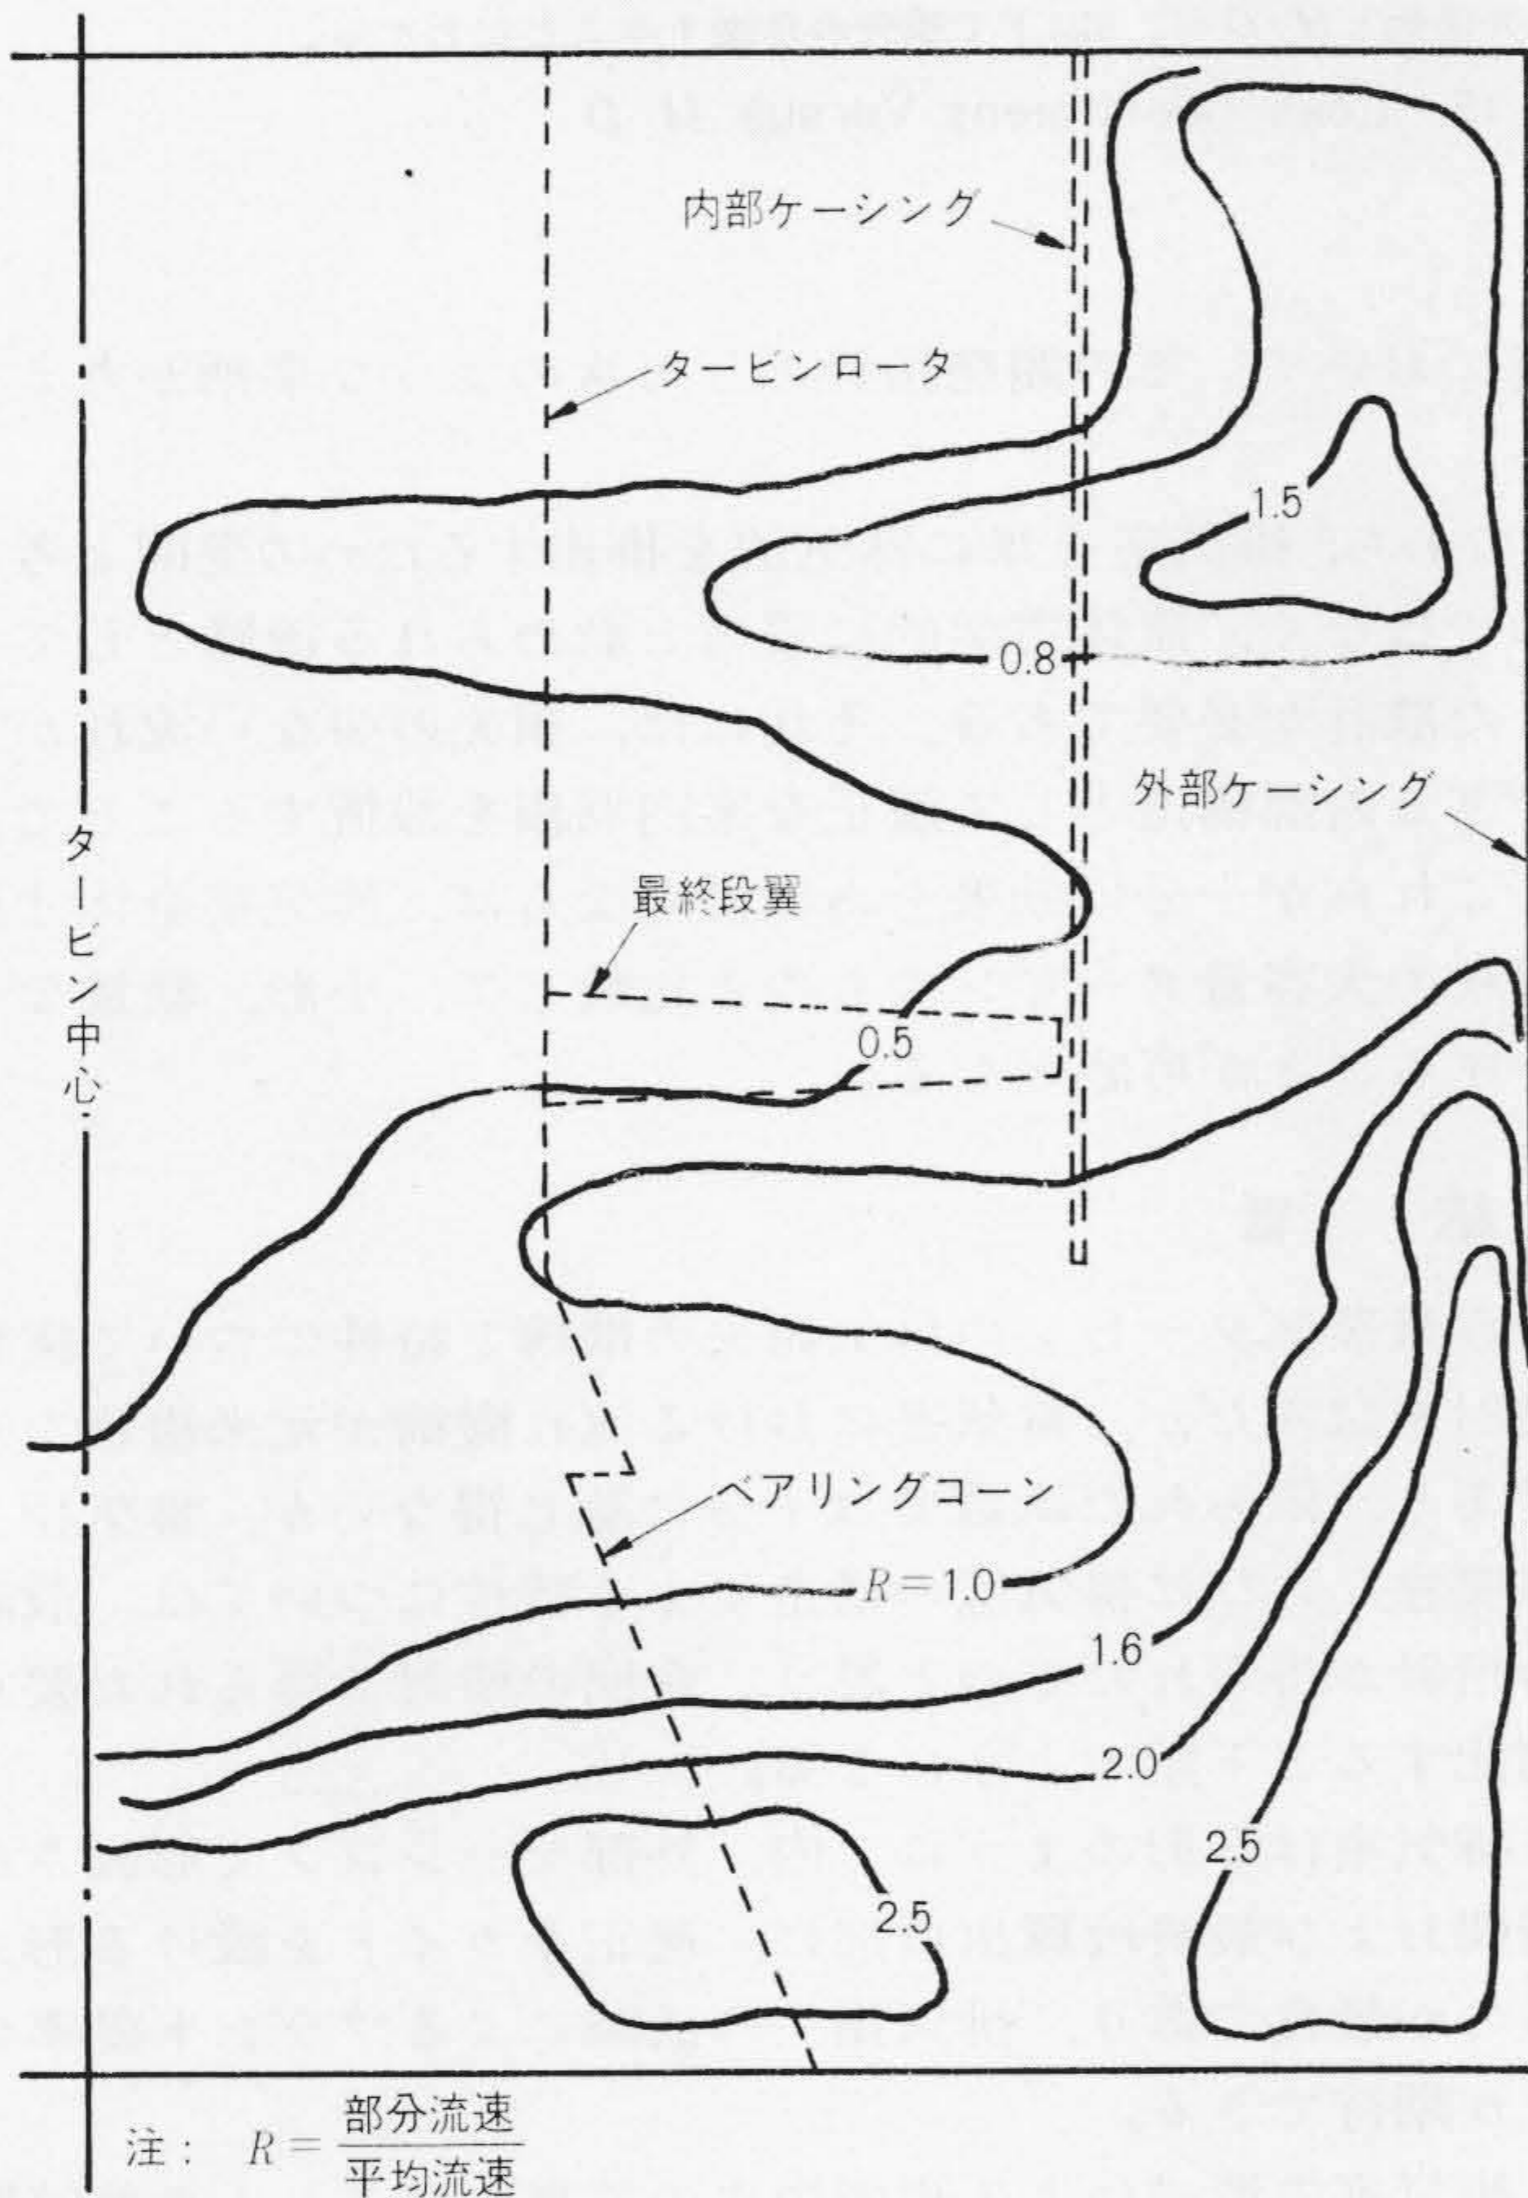 内部ケーシング
タービンロータ
1.5
0.8
外部ケーシング
タービン中心
最終段翼
0.5
ベアリングコーン
R=1.0
1.6
2.0
2.5
2.5
注： R= 部分流速
平均流速